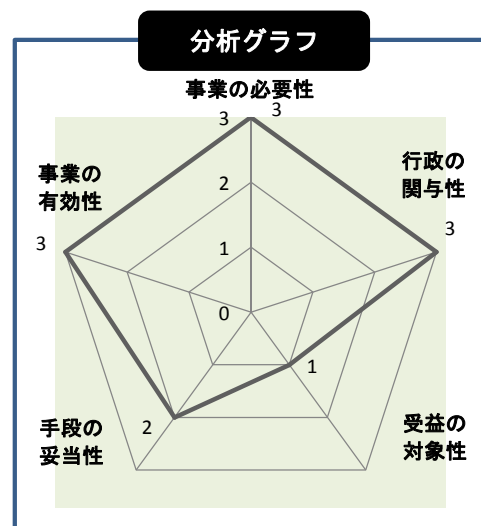 分析グラフ
事業の必要性
3
3
行政の
関与性
3
事業の
有効性
3
2
1
0
1
2
手段の
妥当性
受益の
対象性